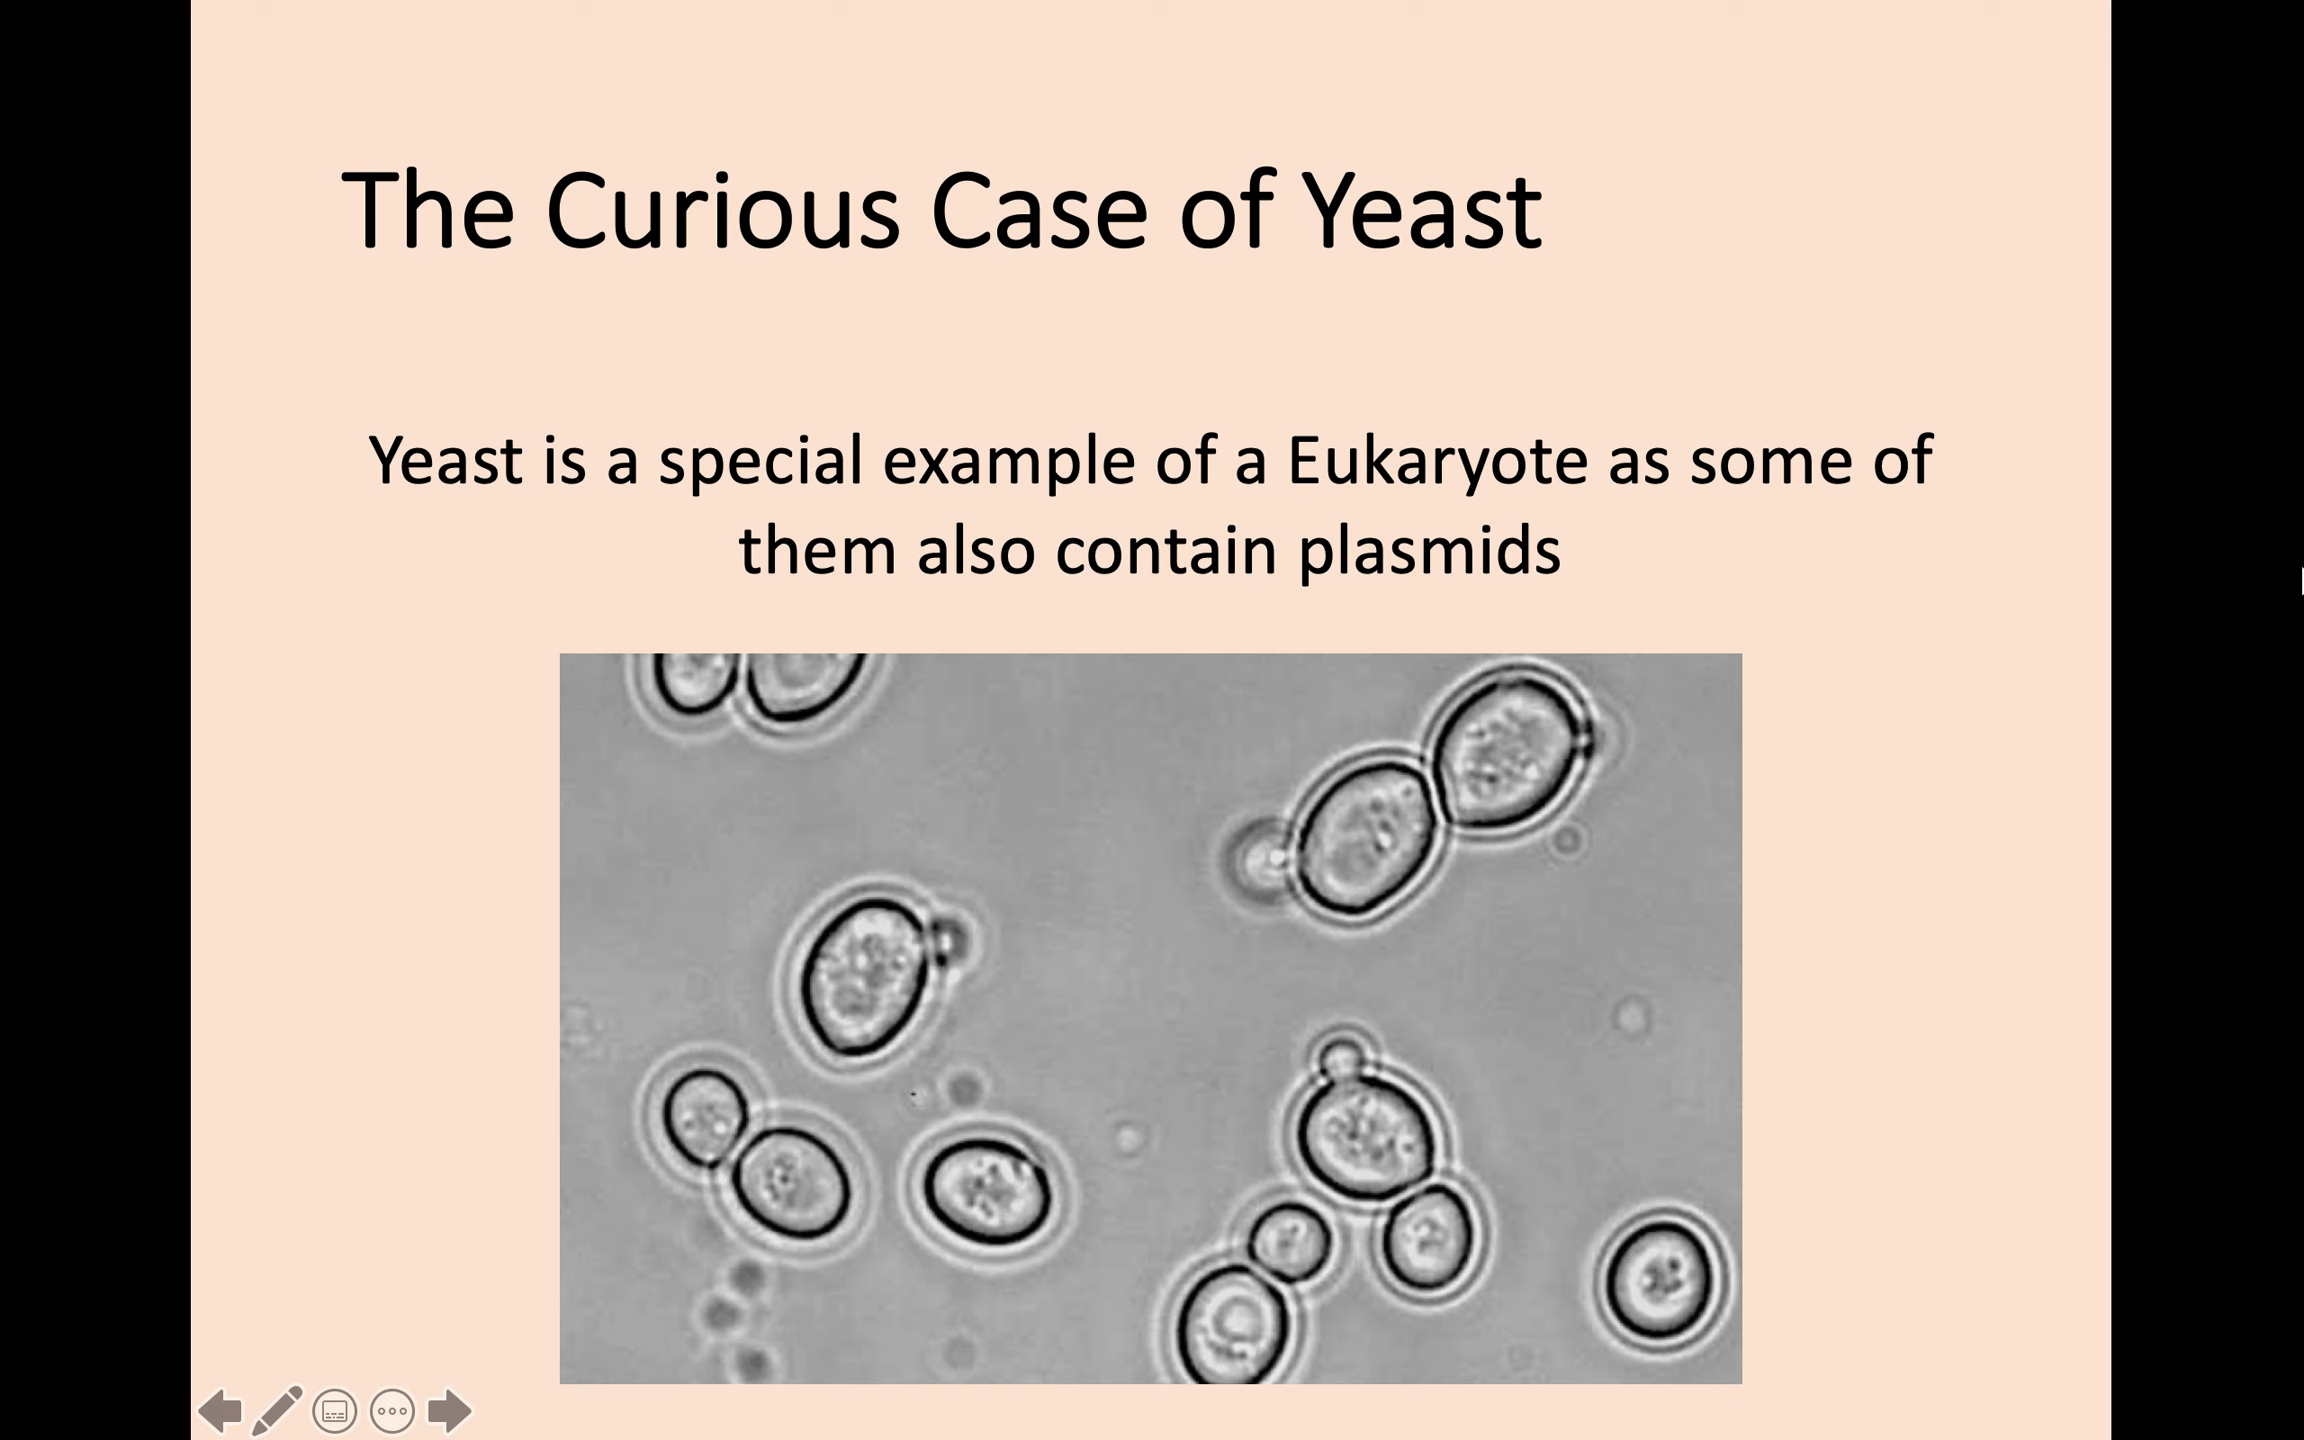 The Curious Case of Yeast
Yeast is a special example of a Eukaryote as some of
them also contain plasmids